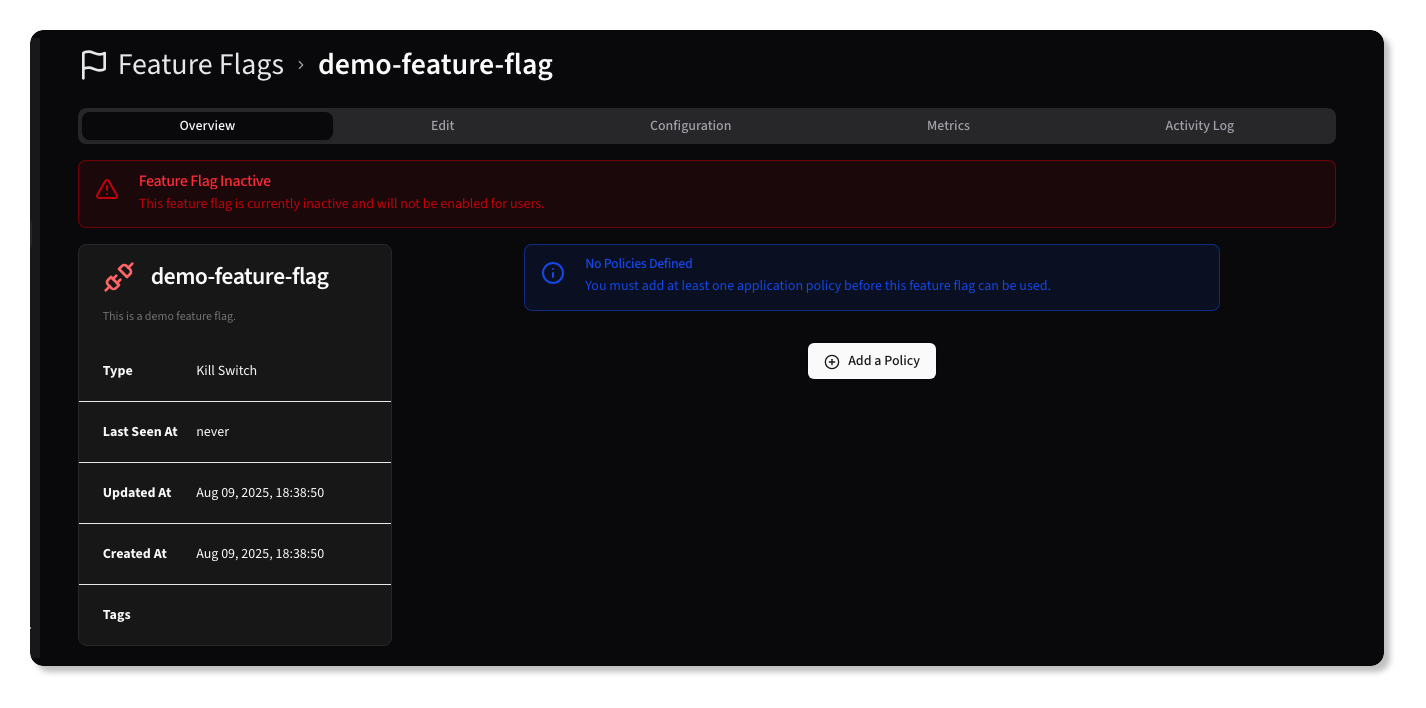 Feature Flags › demo-feature-flag
Overview Edit Configuration Metrics Activity Log
Feature Flag Inactive
This feature flag is currently inactive and will not be enabled for users.
demo-feature-flag
This is a demo feature flag.
Type Kill Switch
Last Seen At never
Updated At Aug 09, 2025, 18:38:50
Created At Aug 09, 2025, 18:38:50
Tags
No Policies Defined
You must add at least one application policy before this feature flag can be used.
Add a Policy